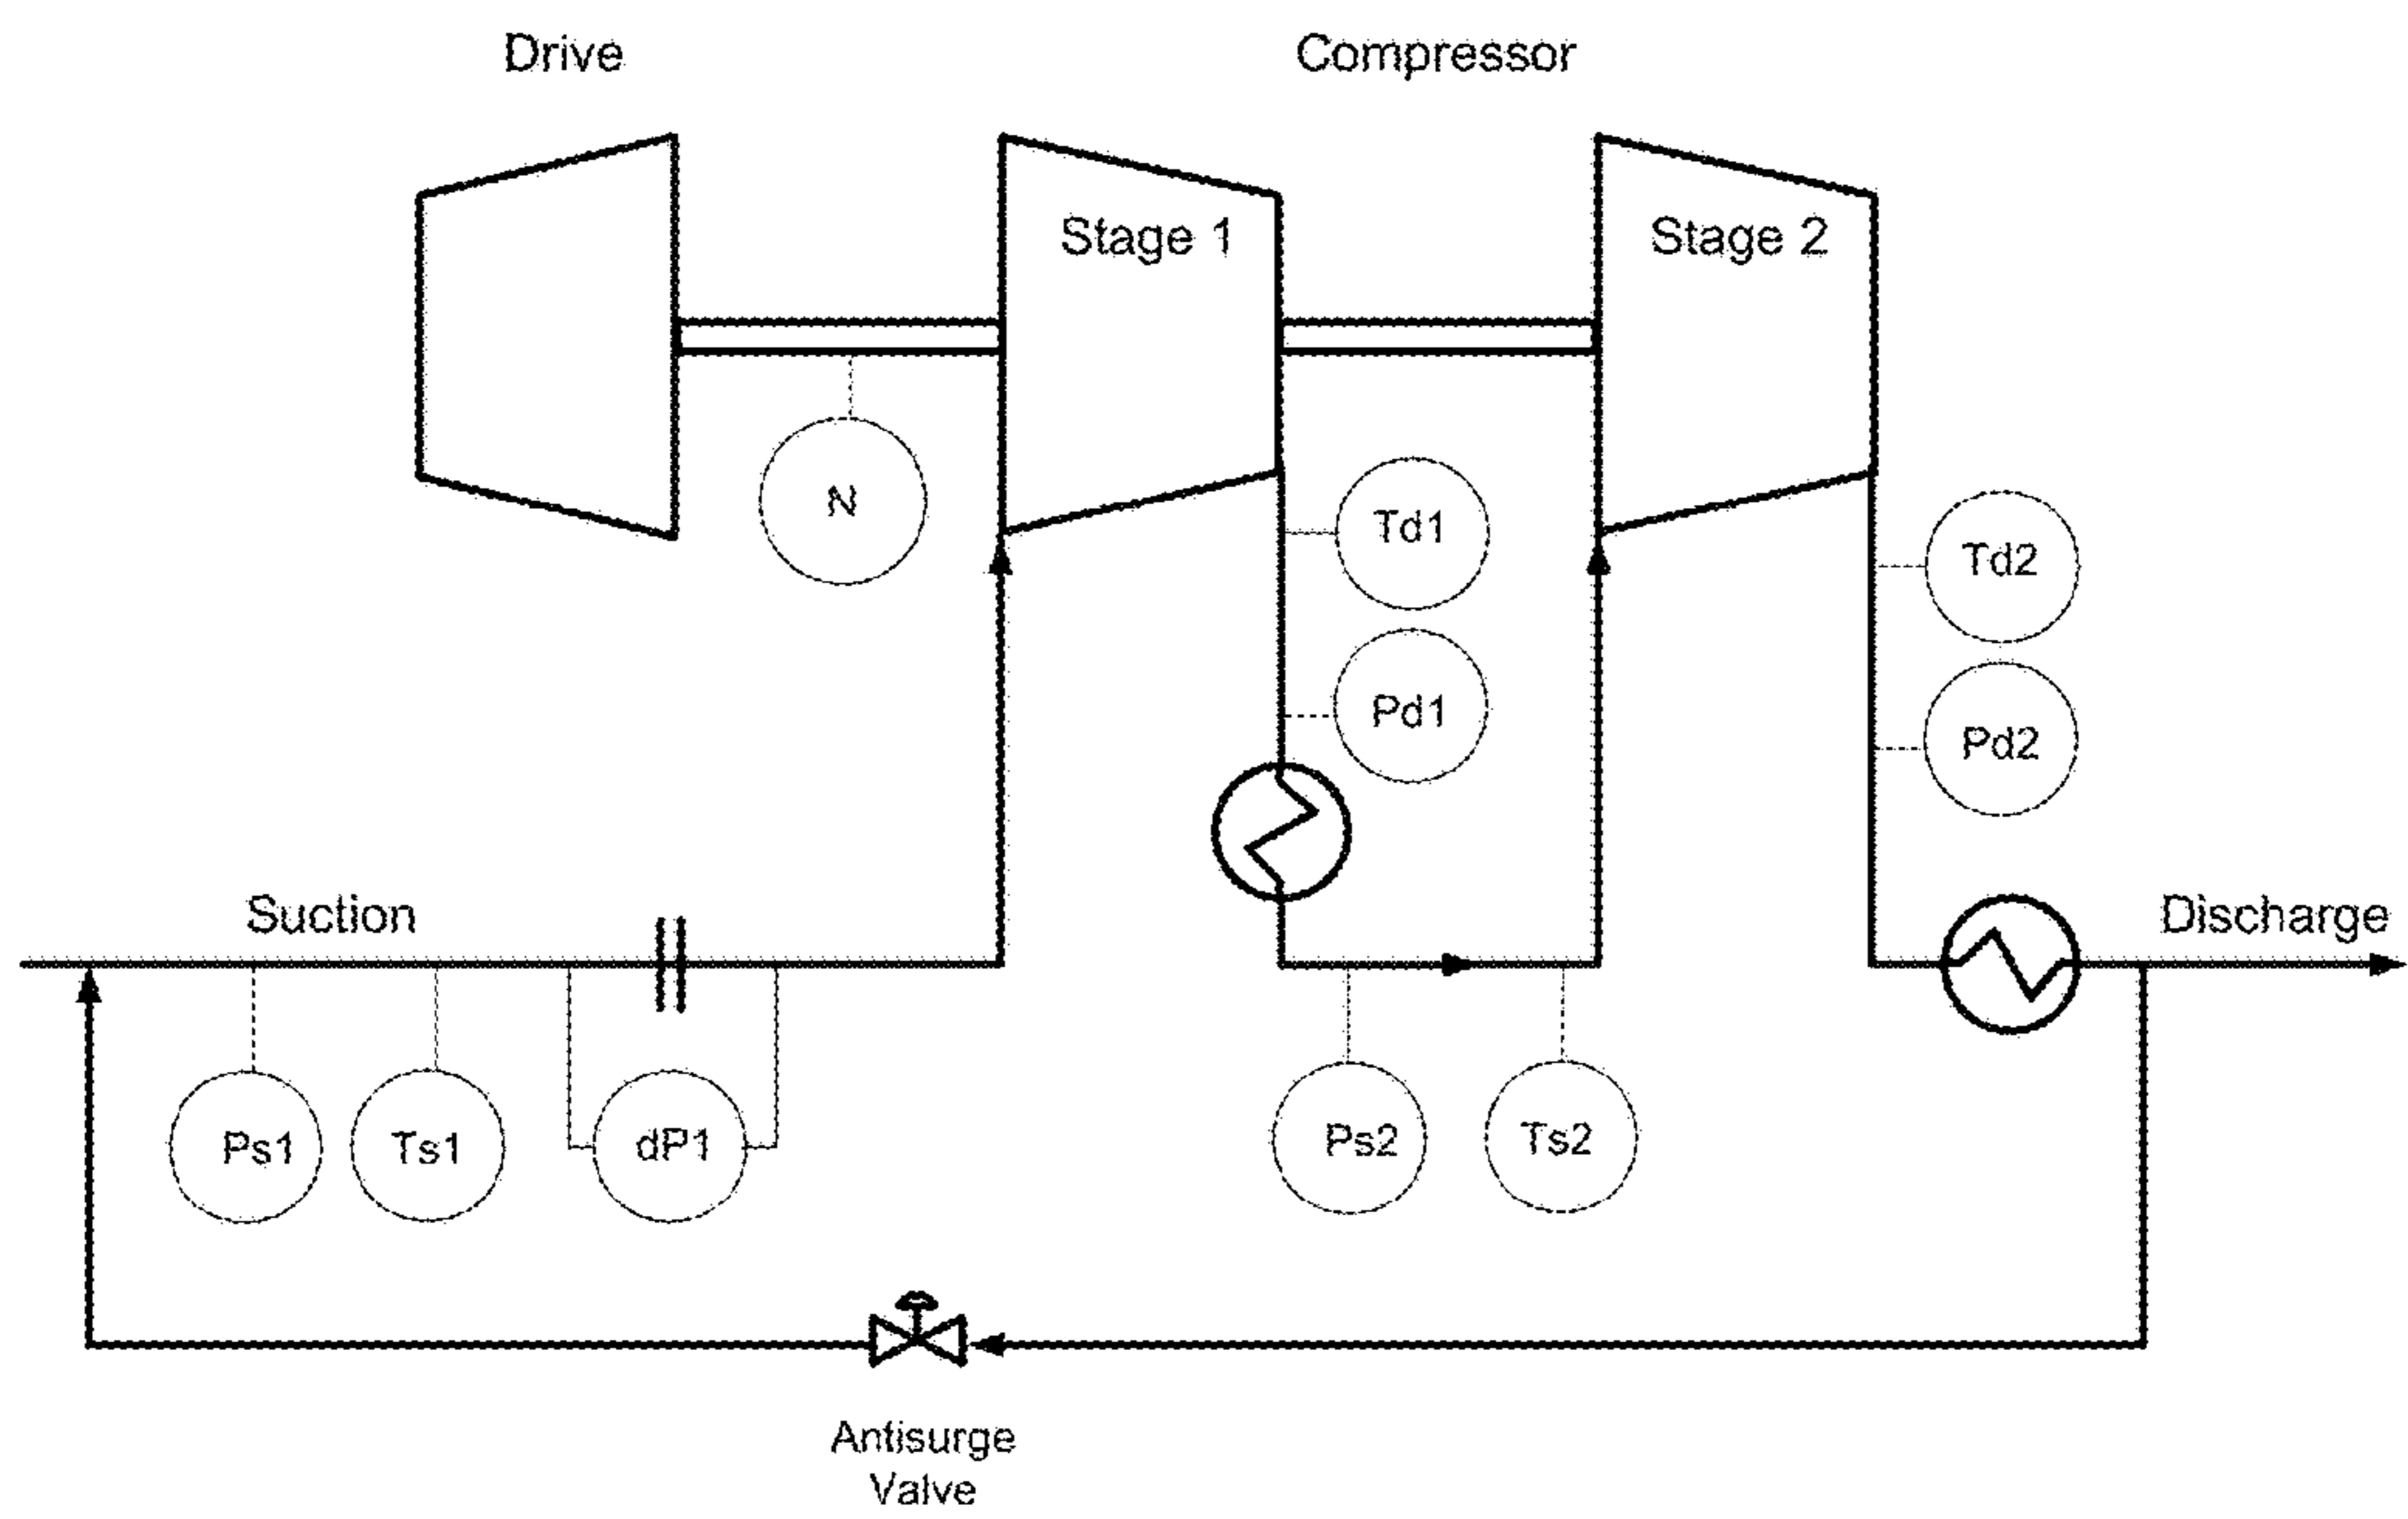 Drive
Compressor
Stage 1
Stage 2
N
Td1
Td2
Pd1
Pd2
Suction
Discharge
Ps1
Ts1
dP1
Ps2
Ts2
Antisurge
Valve